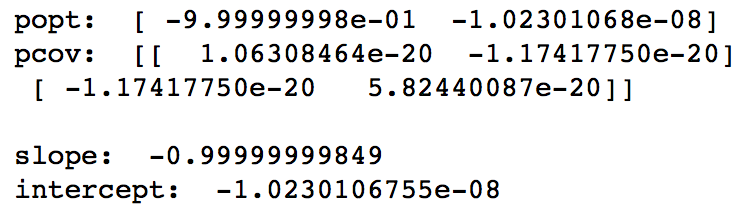 popt:  [ -9.99999998e-01  -1.02301068e-08]
pcov:  [[  1.06308464e-20  -1.17417750e-20]
 [ -1.17417750e-20   5.82440087e-20]]

slope:  -0.99999999849
intercept:  -1.0230106755e-08